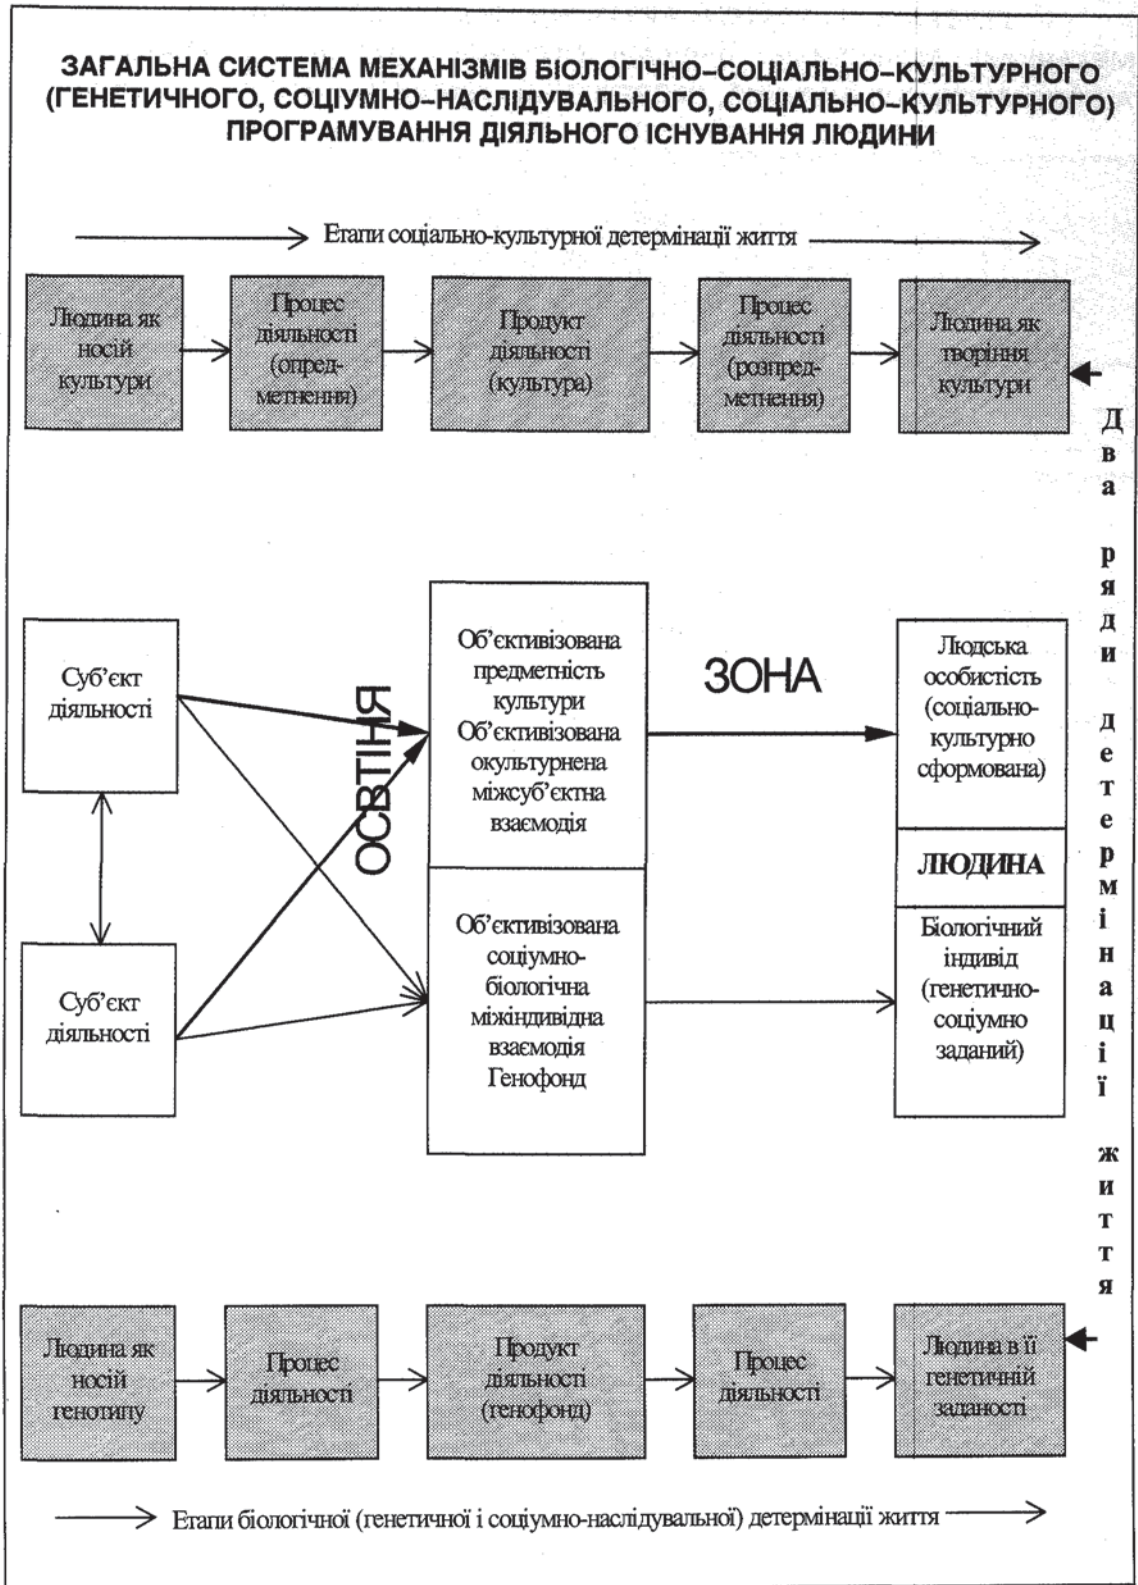 ЗАГАЛЬНА СИСТЕМА МЕХАНІЗМІВ БІОЛОГІЧНО–СОЦІАЛЬНО–КУЛЬТУРНОГО
(ГЕНЕТИЧНОГО, СОЦІУМНО–НАСЛІДУВАЛЬНОГО, СОЦІАЛЬНО–КУЛЬТУРНОГО)
ПРОГРАМУВАННЯ ДІЯЛЬНОГО ІСНУВАННЯ ЛЮДИНИ
Етапи соціально-культурної детермінації життя
Людина як
носій
культури
Процес
діяльності
(опред-
метнення)
Продукт
діяльності
(культура)
Процес
діяльності
(розпред-
метнення)
Людина як
творіння
культури
Два ряди детермінації життя
Суб’єкт
діяльності
Суб’єкт
діяльності
ОСВТІНЯ
Об’єктивізована
предметність
культури
Об’єктивізована
окультурнена
міжсуб’єктна
взаємодія
Об’єктивізована
соціумно-
біологічна
міжіндивідна
взаємодія
Генофонд
ЗОНА
Людська
особистість
(соціально-
культурно
сформована)
ЛЮДИНА
Біологічний
індивід
(генетично-
соціумно
заданий)
Людина як
носій
генотипу
Процес
діяльності
Продукт
діяльності
(генофонд)
Процес
діяльності
Людина в її
генетичній
заданості
Етапи біологічної (генетичної і соціумно-наслідувальної) детермінації життя